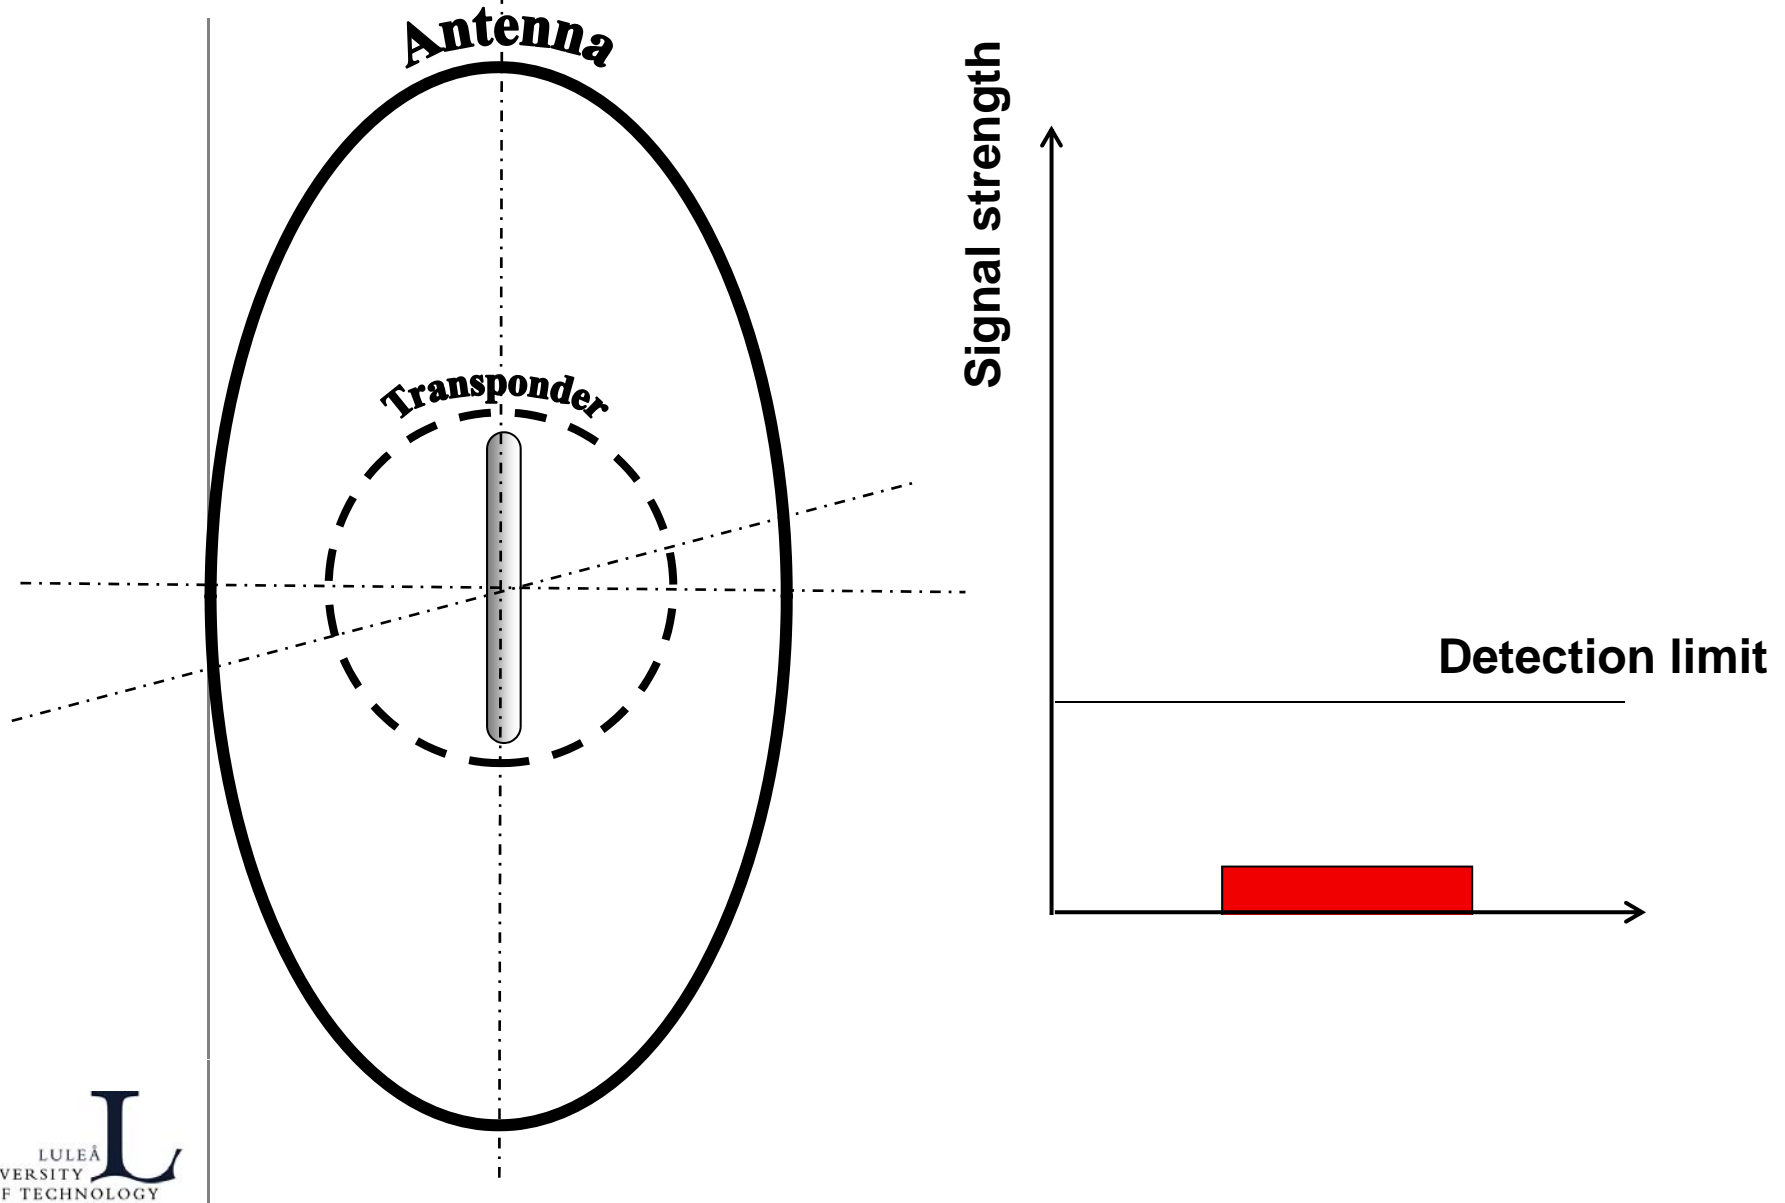 Antenna
Transponder
Signal strength
Detection limit
LULEÅ
VERSITY
F TECHNOLOGY
L